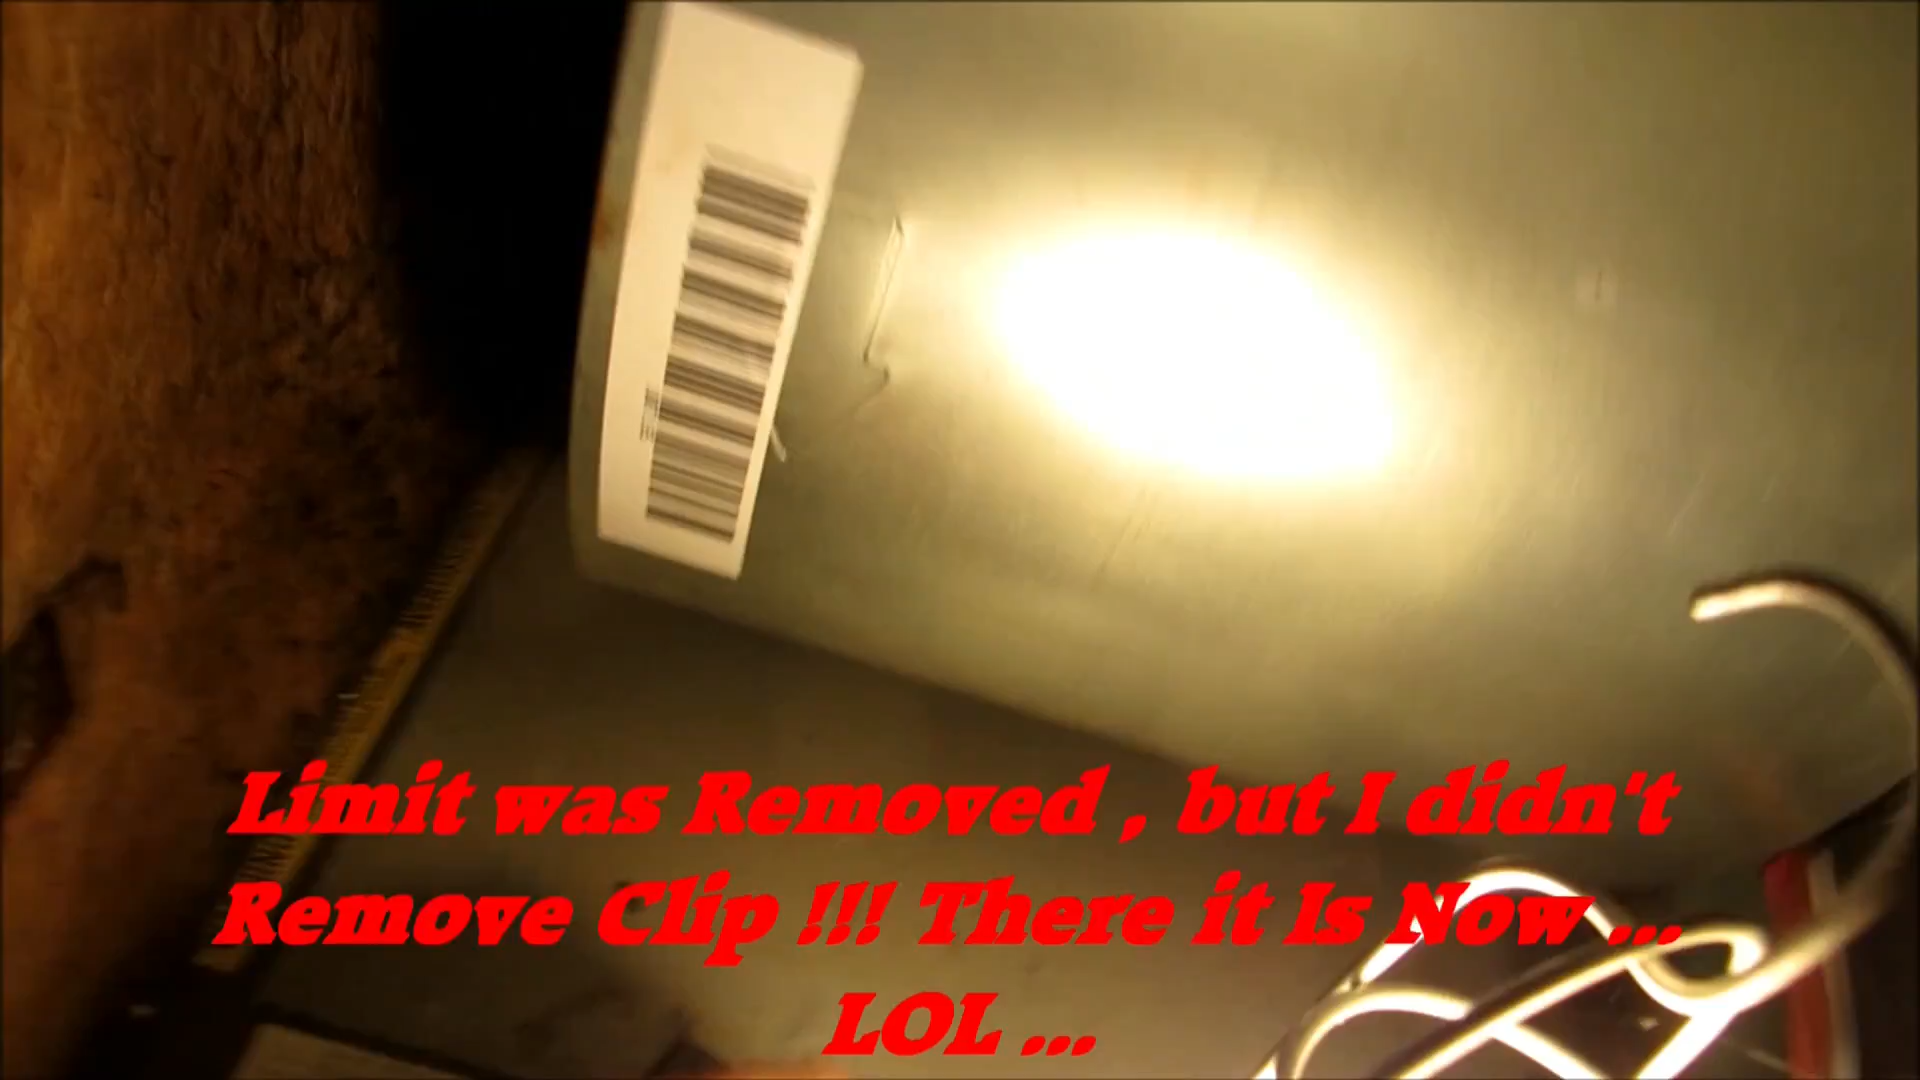 Limit was Removed , but I didn't
Remove Clip !!! There it Is Now ...
LOL ...